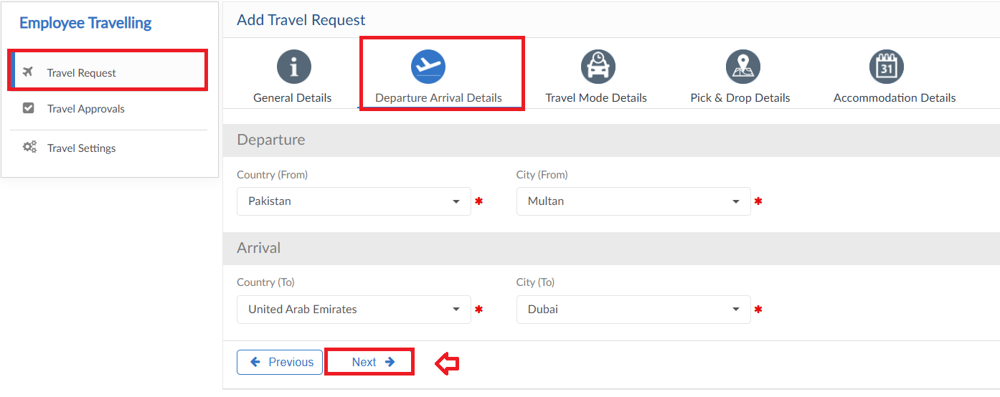 Employee Travelling
Travel Request
Travel Approvals
Travel Settings
Add Travel Request
General Details
Departure Arrival Details
Travel Mode Details
Pick & Drop Details
31
Accommodation Details
Departure
Country (From) City (From)
Pakistan * Multan *
Arrival
Country (To) City (To)
United Arab Emirates * Dubai *
Previous Next